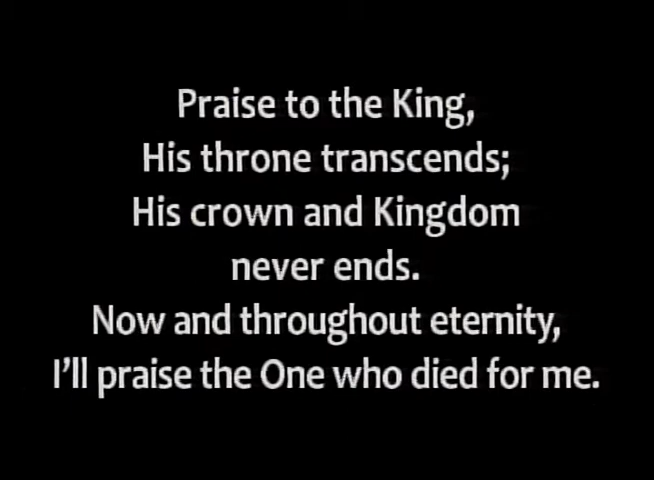 Praise to the King,
His throne transcends;
His crown and Kingdom
never ends.
Now and throughout eternity,
I'll praise the One who died for me.